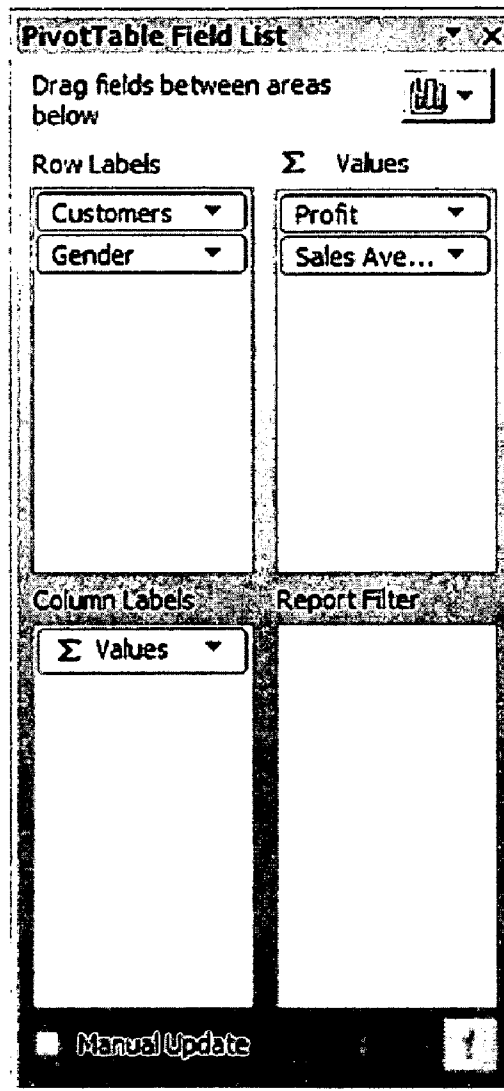 PivotTable Field List
Drag fields between areas
below
Row Labels
Σ Values
Customers
Gender
Profit
Sales Ave...
Column Labels
Report Filter
Σ Values
Manual Update